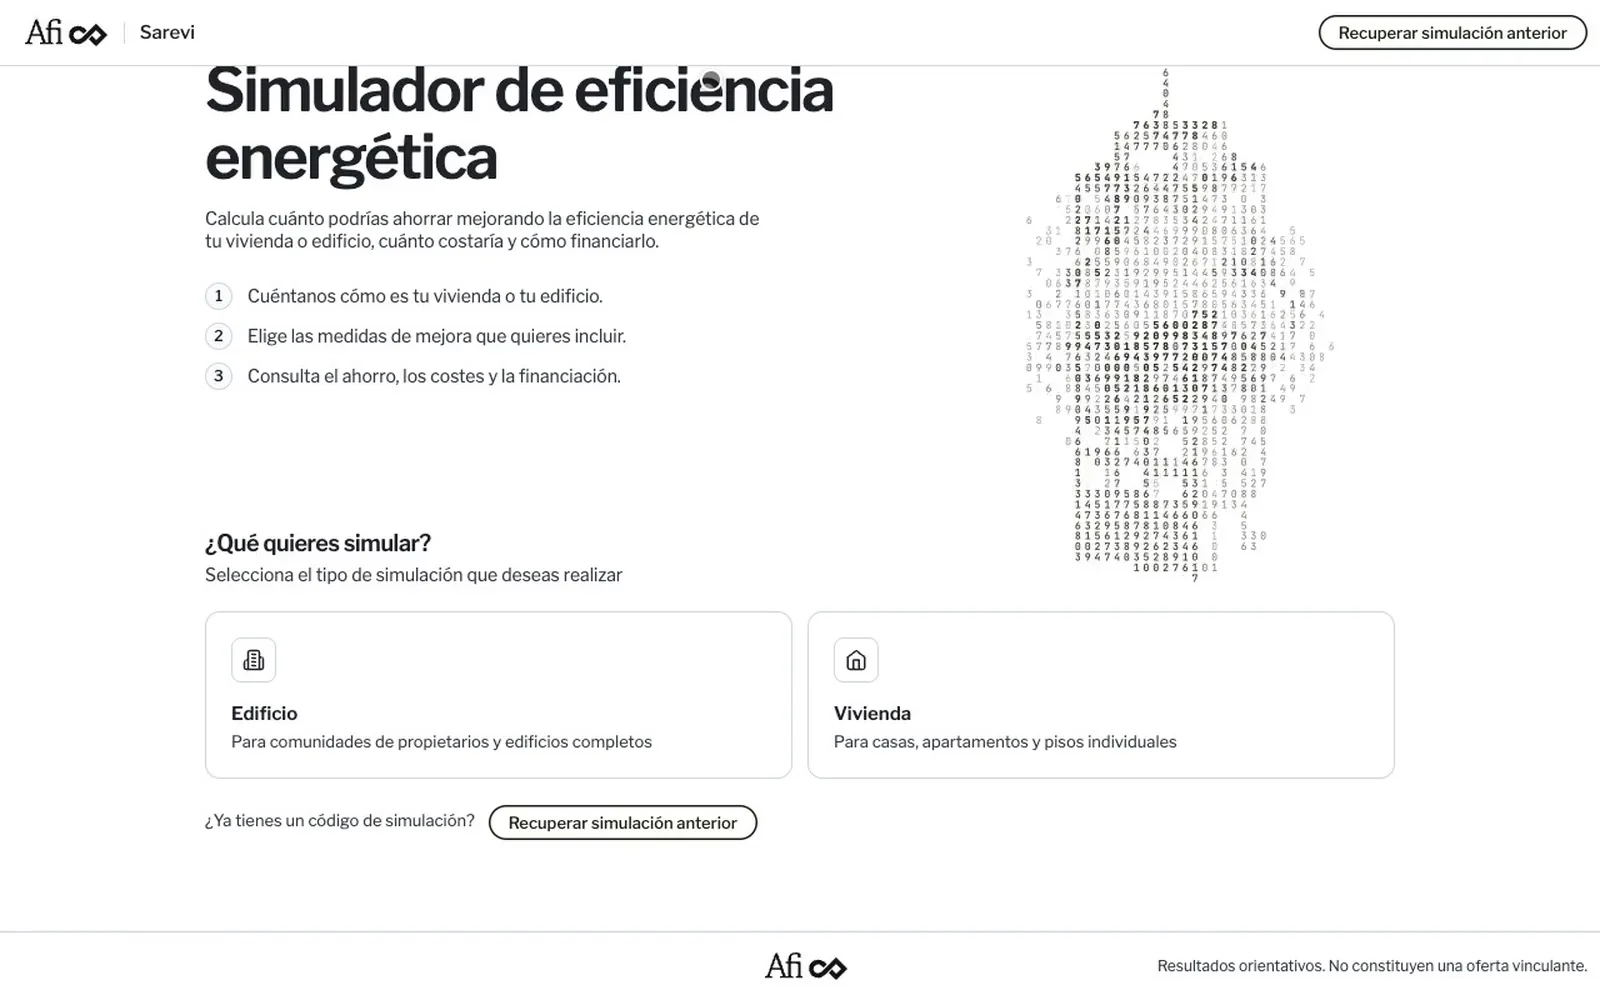 Afi
Sarevi
Recuperar simulación anterior
Simulador de eficiencia
energética
Calcula cuánto podrías ahorrar mejorando la eficiencia energética de
tu vivienda o edificio, cuánto costaría y cómo financiarlo.
1 Cuéntanos cómo es tu vivienda o tu edificio.
2 Elige las medidas de mejora que quieres incluir.
3 Consulta el ahorro, los costes y la financiación.
¿Qué quieres simular?
Selecciona el tipo de simulación que deseas realizar
Edificio
Para comunidades de propietarios y edificios completos
Vivienda
Para casas, apartamentos y pisos individuales
¿Ya tienes un código de simulación?
Recuperar simulación anterior
Afi
Resultados orientativos. No constituyen una oferta vinculante.